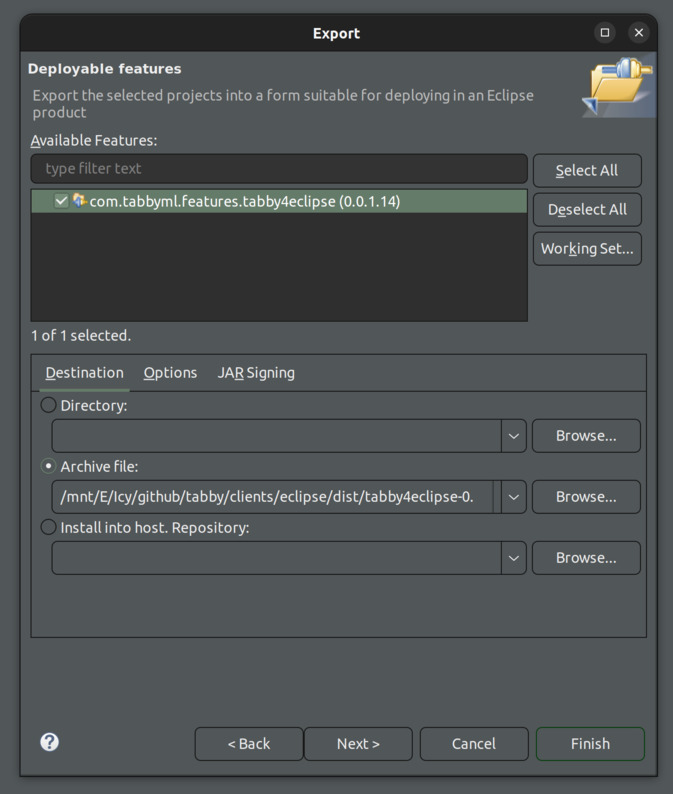 Export
Deployable features
Export the selected projects into a form suitable for deploying in an Eclipse
product
Available Features:
type filter text
Select All
com.tabbyml.features.tabby4eclipse (0.0.1.14)
Deselect All
Working Set...
1 of 1 selected.
Destination Options JAR Signing
Directory:
Browse...
Archive file:
/mnt/E/Icy/github/tabby/clients/eclipse/dist/tabby4eclipse-0.
Browse...
Install into host. Repository:
Browse...
?
< Back Next > Cancel Finish